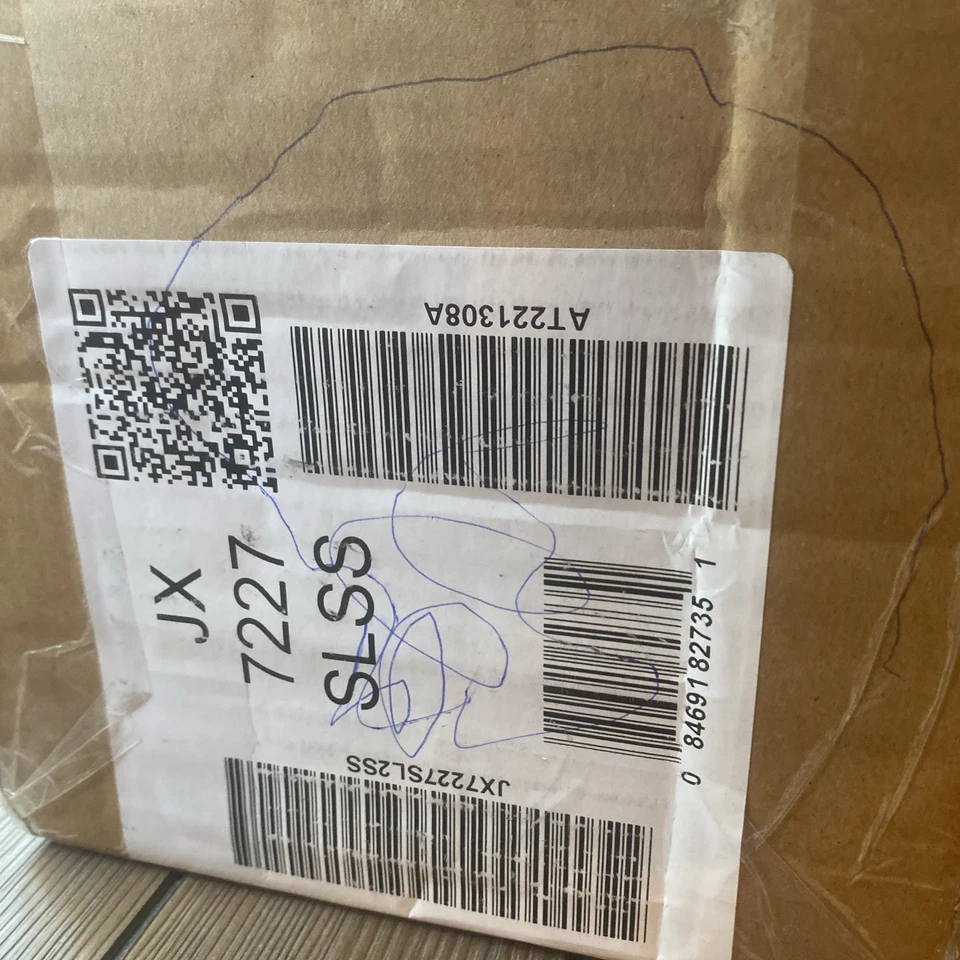 AT221308A
JX
7227
SLSS
0 84691 82735 1
JX7227SL2SS